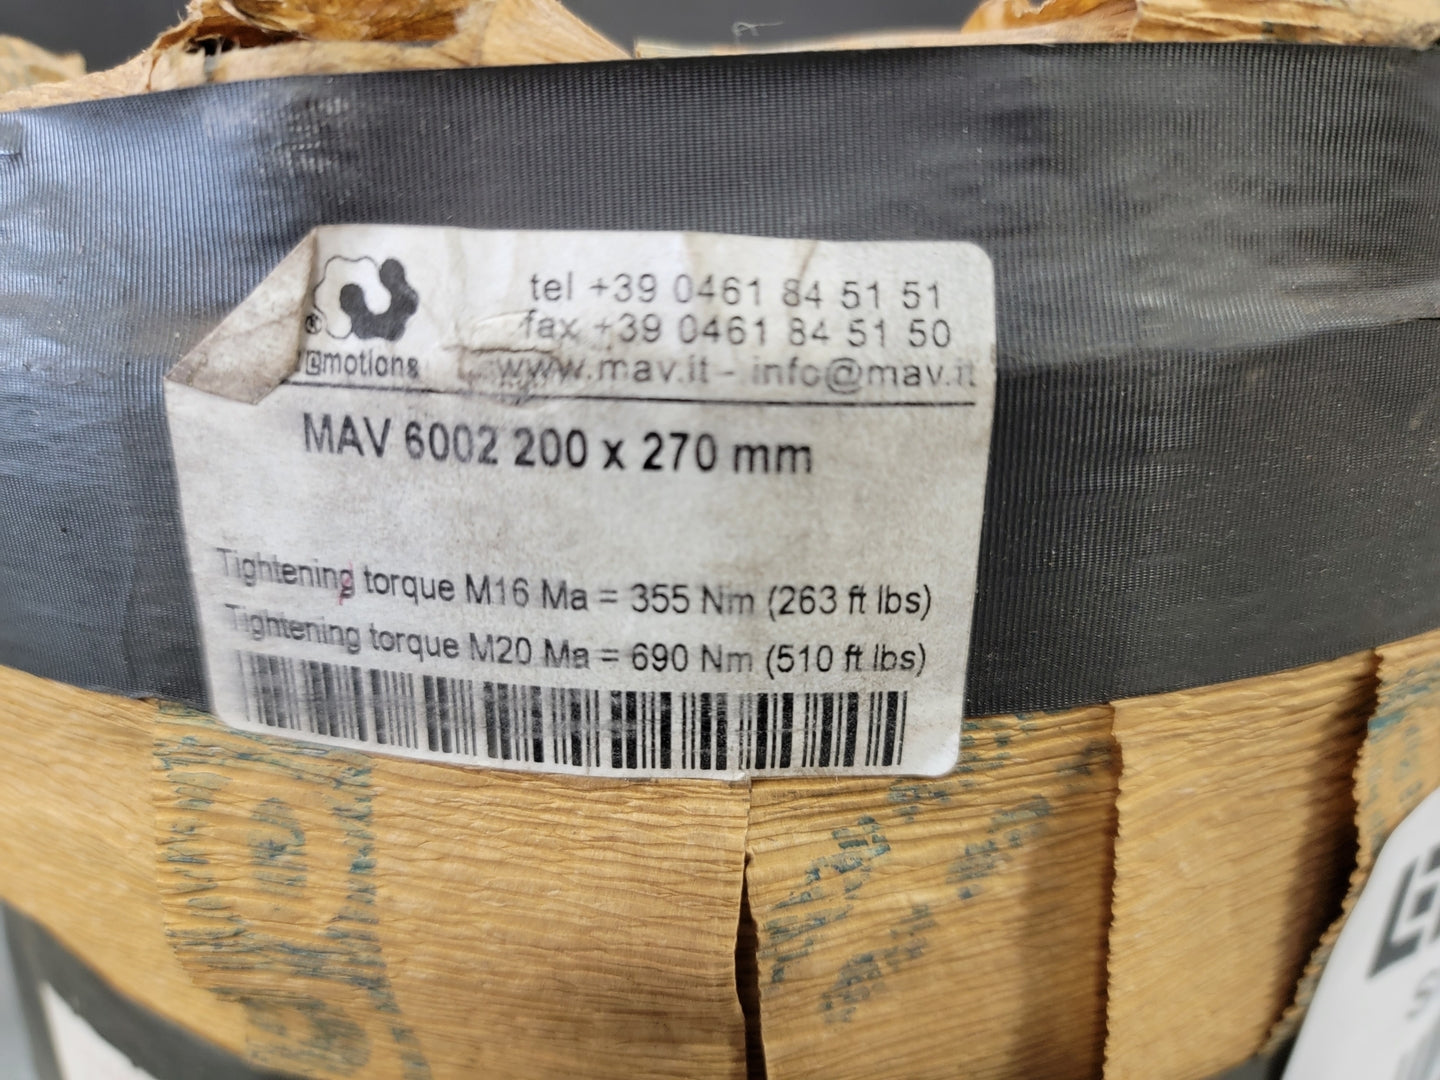 tel +39 0461 84 51 51
fax +39 0461 84 51 50
®
motions
www.mav.it - info@mav.it
MAV 6002 200 x 270 mm
Tightening torque M16 Ma = 355 Nm (263 ft lbs)
Tightening torque M20 Ma = 690 Nm (510 ft lbs)